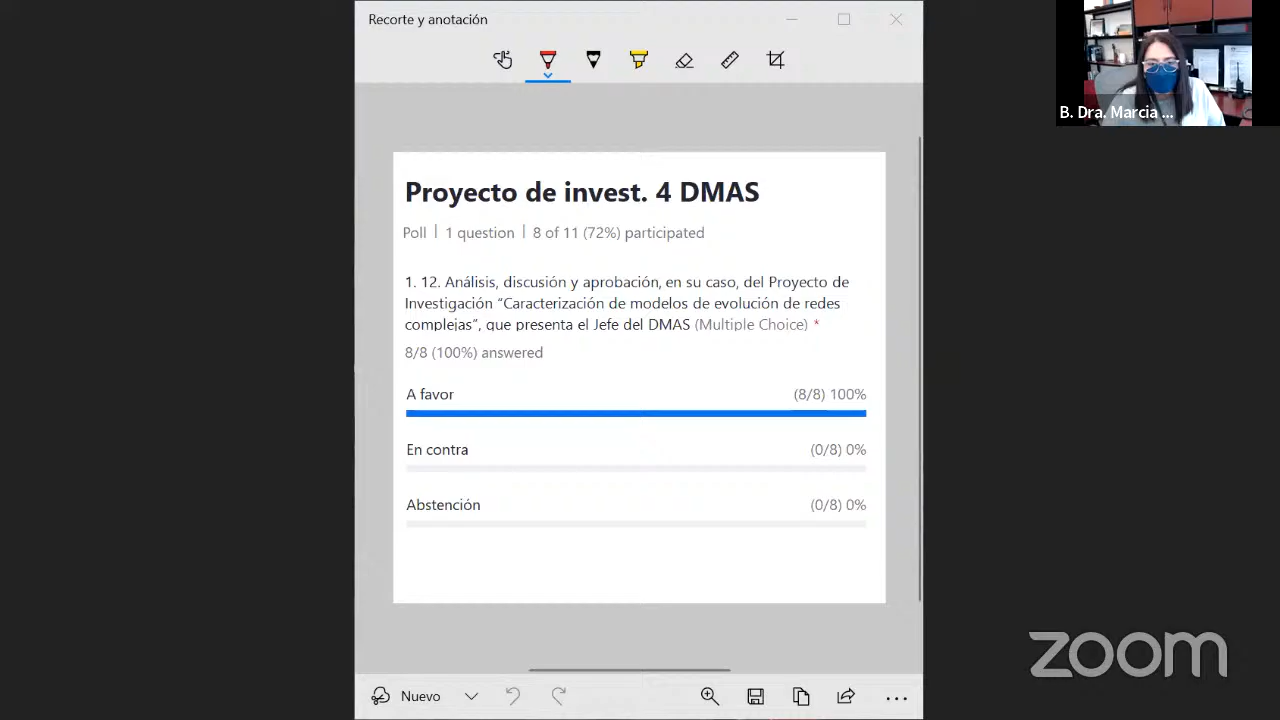 Recorte y anotación
B. Dra. Marcia ...
Proyecto de invest. 4 DMAS
Poll | 1 question | 8 of 11 (72%) participated
1. 12. Análisis, discusión y aprobación, en su caso, del Proyecto de
Investigación “Caracterización de modelos de evolución de redes
complejas”, que presenta el Jefe del DMAS (Multiple Choice) *
8/8 (100%) answered
A favor (8/8) 100%
En contra (0/8) 0%
Abstención (0/8) 0%
zoom
Nuevo